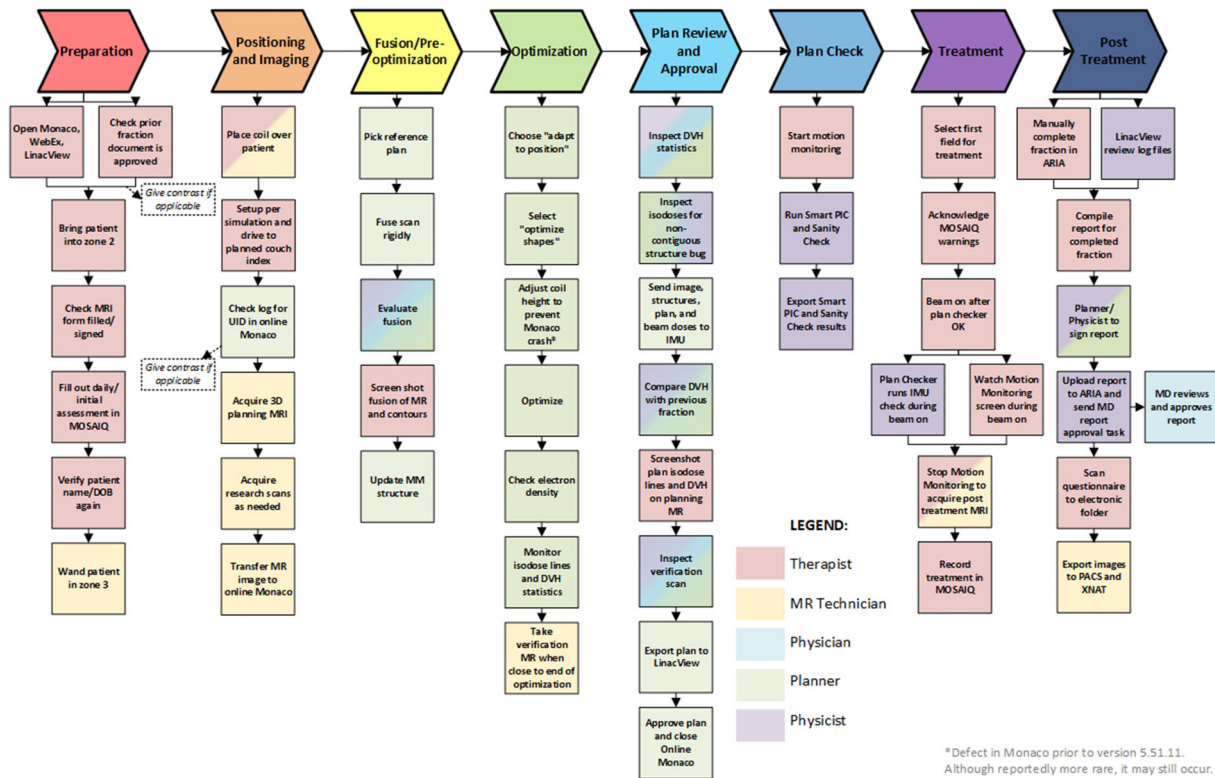 Preparation
Open Monaco,
WebEx,
LinacView
Check prior
fraction
document is
approved
Give contrast if
applicable
Bring patient
into zone 2
Check MRI
form filled/
signed
Fill out daily/
initial
assessment in
MOSAIQ
Verify patient
name/DOB
again
Wand patient
in zone 3
Positioning
and Imaging
Place coil over
patient
Setup per
simulation and
drive to
planned couch
index
Check log for
UID in online
Monaco
Give contrast if
applicable
Acquire 3D
planning MRI
Acquire
research scans
as needed
Transfer MR
image to
online Monaco
Fusion/Pre-
optimization
Pick reference
plan
Fuse scan
rigidly
Evaluate
fusion
Screen shot
fusion of MR
and contours
Update MM
structure
Optimization
Choose "adapt
to position"
Select
"optimize
shapes"
Adjust coil
height to
prevent
Monaco
crash*
Optimize
Check electron
density
Monitor
isodose lines
and DVH
statistics
Take
verification
MR when
close to end of
optimization
Plan Review
and
Approval
Inspect DVH
statistics
Inspect
isodoses for
non-
contiguous
structure bug
Send image,
structures,
plan, and
beam doses to
IMU
Compare DVH
with previous
fraction
Screenshot
plan isodose
lines and DVH
on planning
MR
Inspect
verification
scan
Export plan to
LinacView
Approve plan
and close
Online
Monaco
Plan Check
Start motion
monitoring
Run Smart PIC
and Sanity
Check
Export Smart
PIC and Sanity
Check results
Treatment
Select first
field for
treatment
Acknowledge
MOSAIQ
warnings
Beam on after
plan checker
OK
Plan Checker
runs IMU
check during
beam on
Watch Motion
Monitoring
screen during
beam on
Stop Motion
Monitoring to
acquire post
treatment MRI
Record
treatment in
MOSAIQ
Post
Treatment
Manually
complete
fraction in
ARIA
LinacView
review log files
Compile
report for
completed
fraction
Planner/
Physicist to
sign report
Upload report
to ARIA and
send MD
report
approval task
MD reviews
and approves
report
Scan
questionnaire
to electronic
folder
Export images
to PACS and
XNAT
LEGEND:
Therapist
MR Technician
Physician
Planner
Physicist
*Defect in Monaco prior to version 5.51.11.
Although reportedly more rare, it may still occur.